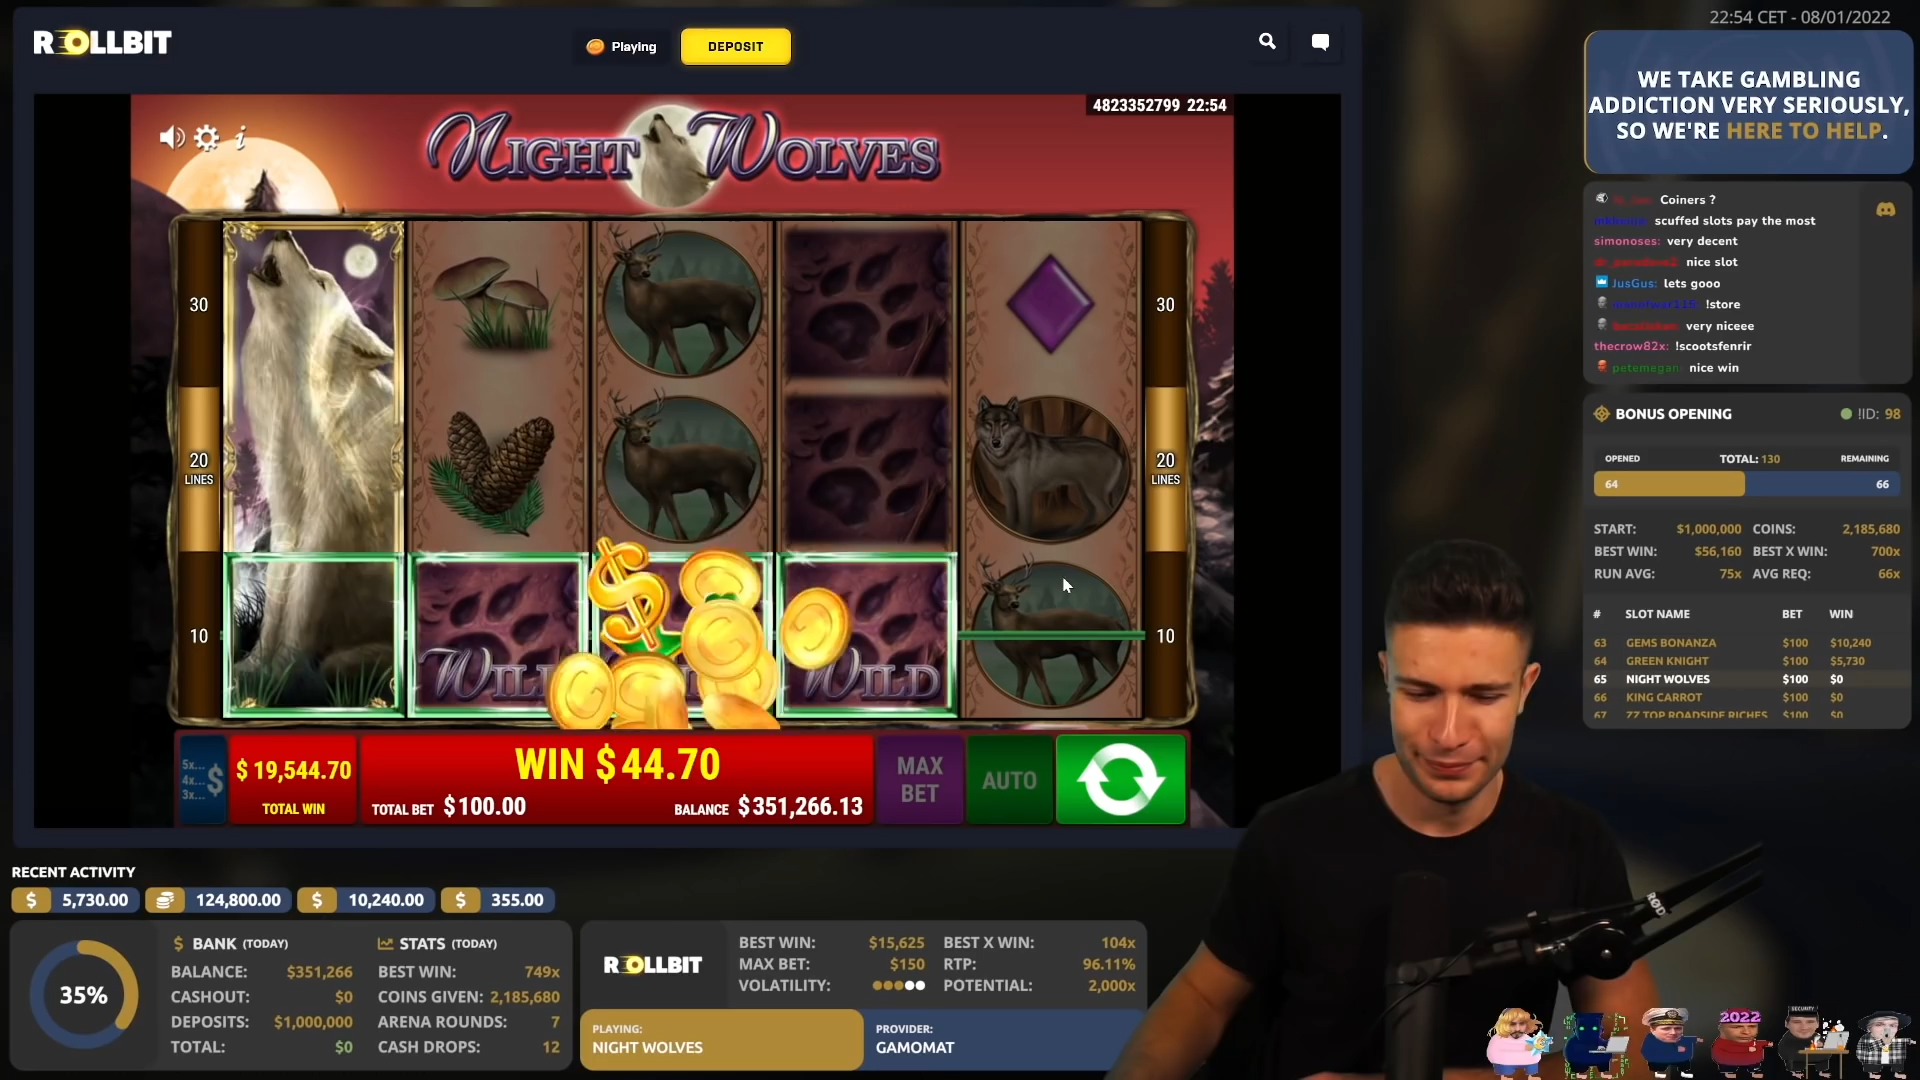 22:54 CET - 08/01/2022
ROLLBIT
Playing
DEPOSIT
WE TAKE GAMBLING
ADDICTION VERY SERIOUSLY,
SO WE'RE HERE TO HELP.
4823352799 22:54
NIGHT WOLVES
Coiners ?
scuffed slots pay the most
simonoses: very decent
nice slot
JusGus: lets gooo
!store
very niceee
thecrow82x: !scootsfenrir
petemegan: nice win
30
30
20
LINES
20
LINES
10
10
WILD
WILD
BONUS OPENING
!ID: 98
OPENED
TOTAL: 130
REMAINING
64
66
START: $1,000,000 COINS: 2,185,680
BEST WIN: $56,160 BEST X WIN: 700x
RUN AVG: 75x AVG REQ: 66x
# SLOT NAME BET WIN
63 GEMS BONANZA $100 $10,240
64 GREEN KNIGHT $100 $5,730
65 NIGHT WOLVES $100 $0
66 KING CARROT $100 $0
67 ZZ TOP ROADSIDE RICHES $100 $0
5x...
4x...
3x...
$
$ 19,544.70
TOTAL WIN
WIN $ 44.70
TOTAL BET $100.00
BALANCE $351,266.13
MAX
BET
AUTO
RECENT ACTIVITY
$ 5,730.00
124,800.00
$ 10,240.00
$ 355.00
35%
$ BANK (TODAY)
BALANCE: $351,266
CASHOUT: $0
DEPOSITS: $1,000,000
TOTAL: $0
STATS (TODAY)
BEST WIN: 749x
COINS GIVEN: 2,185,680
ARENA ROUNDS: 7
CASH DROPS: 12
ROLLBIT
BEST WIN: $15,625 BEST X WIN: 104x
MAX BET: $150 RTP: 96.11%
VOLATILITY: POTENTIAL: 2,000x
PLAYING:
NIGHT WOLVES
PROVIDER:
GAMOMAT
RØDE
2022
SECURITY